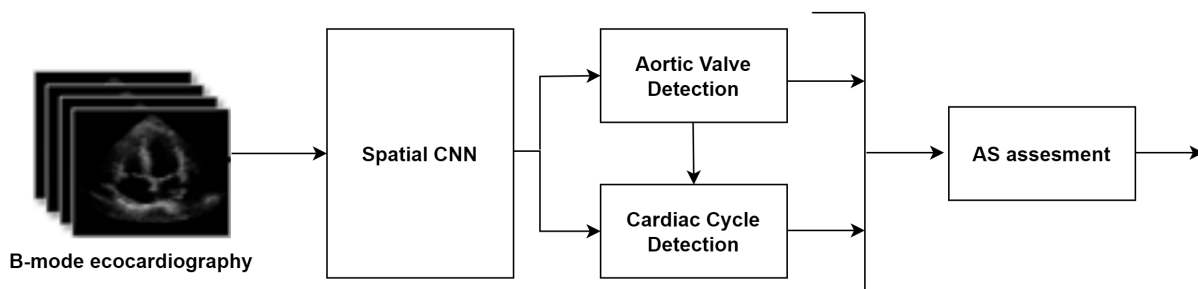 B-mode ecocardiography
Spatial CNN
Aortic Valve
Detection
Cardiac Cycle
Detection
AS assesment